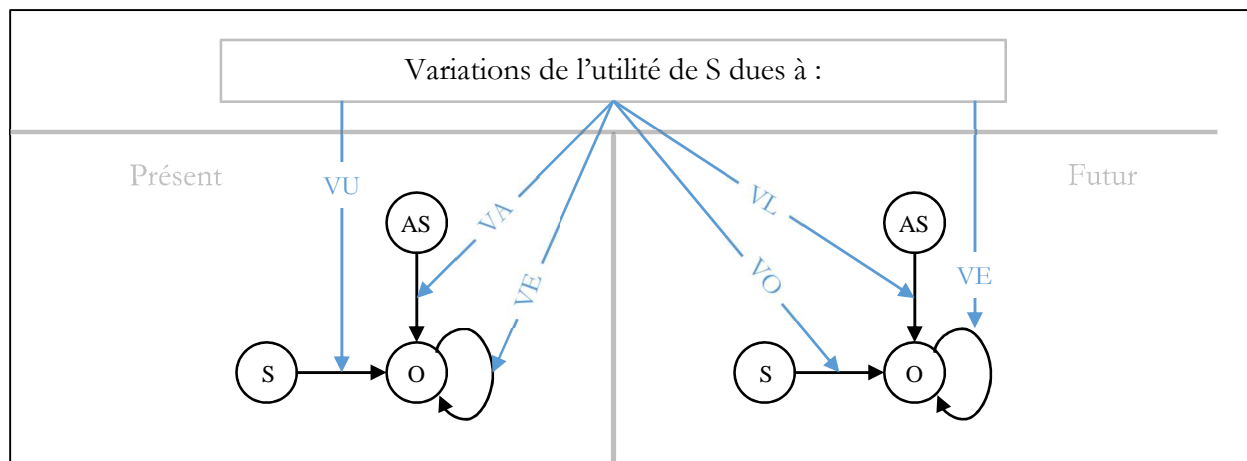 Variations de l’utilité de S dues à :
Présent
Futur
VU
VA
VE
VL
VO
VE
AS
AS
S
O
S
O